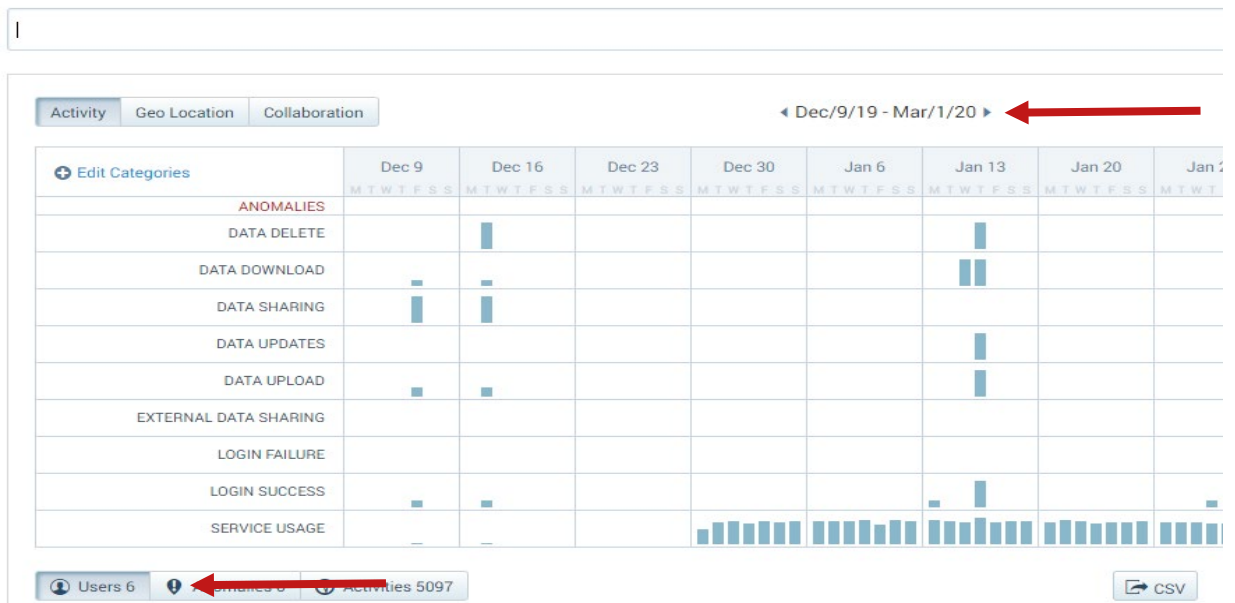 Activity Geo Location Collaboration Dec/9/19 - Mar/1/20
Edit Categories Dec 9 Dec 16 Dec 23 Dec 30 Jan 6 Jan 13 Jan 20 Jan
M T W T F S S M T W T F S S M T W T F S S M T W T F S S M T W T F S S M T W T F S S M T W T F S S M T W T
ANOMALIES
DATA DELETE
DATA DOWNLOAD
DATA SHARING
DATA UPDATES
DATA UPLOAD
EXTERNAL DATA SHARING
LOGIN FAILURE
LOGIN SUCCESS
SERVICE USAGE
Users 6 Activities 5097 CSV